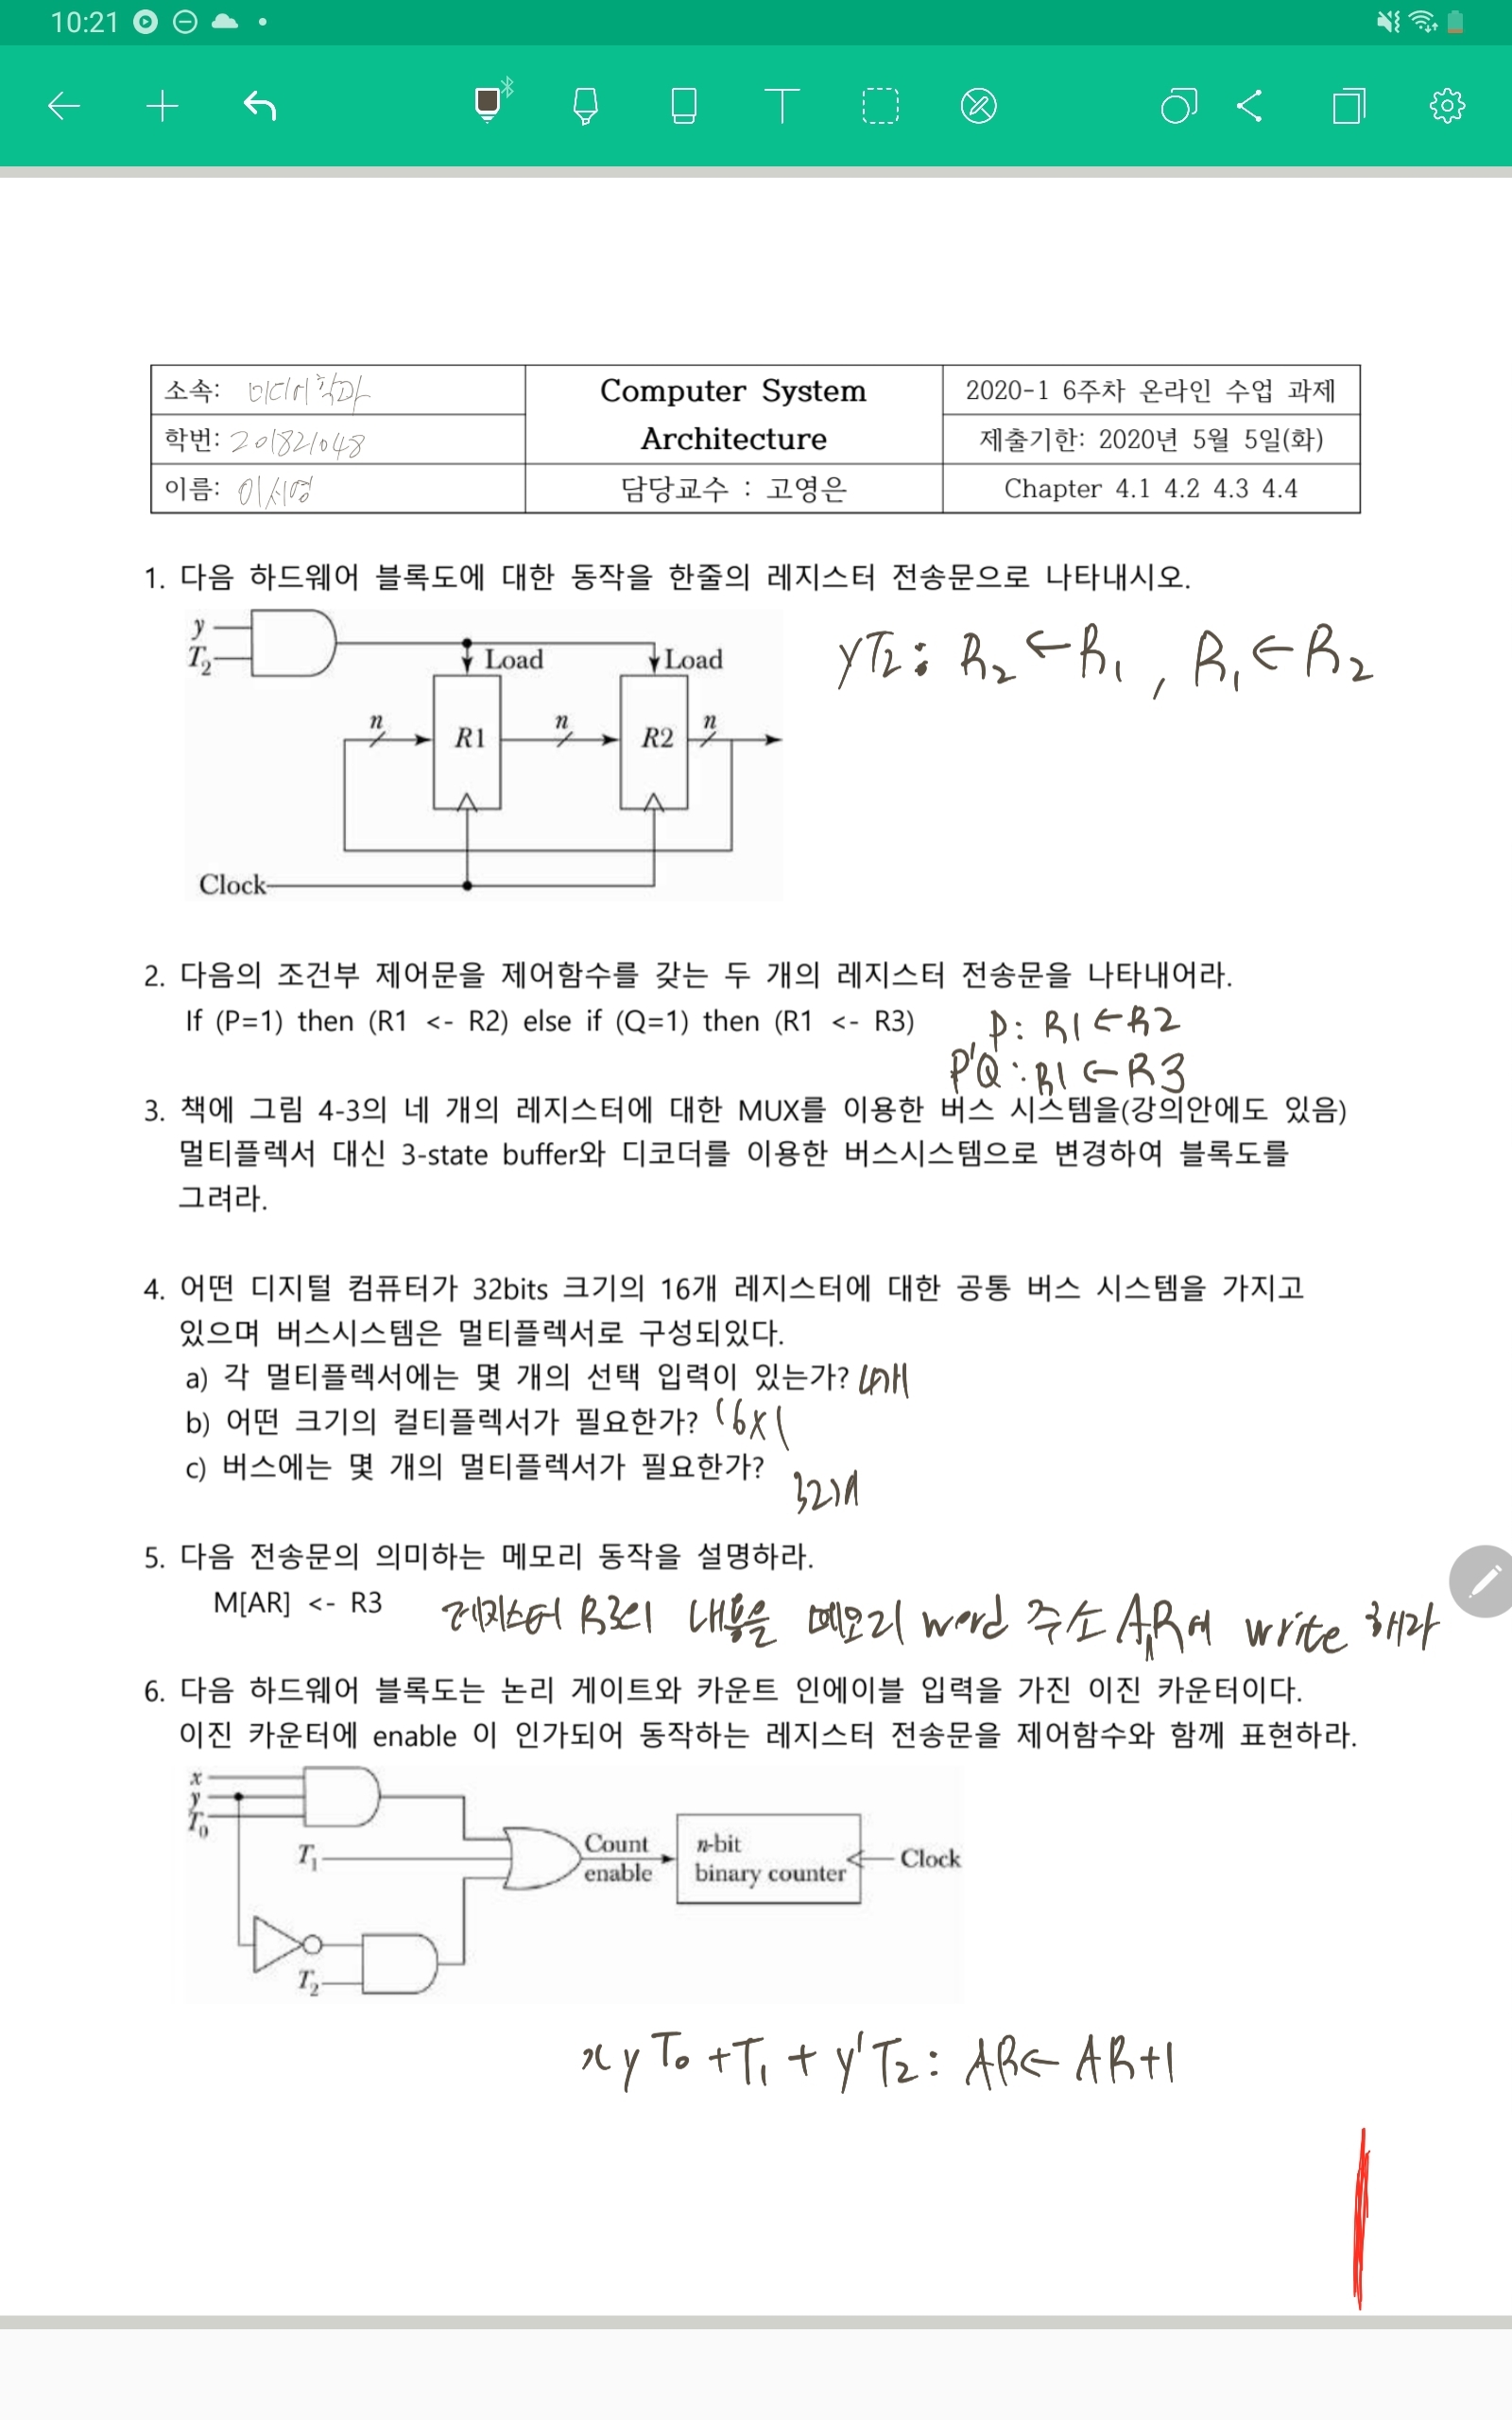 10:21
소속: 미디어학과
Computer System
Architecture
2020-1 6주차 온라인 수업 과제
학번: 201821048
제출기한: 2020년 5월 5일(화)
이름: 이시영
담당교수 : 고영은
Chapter 4.1 4.2 4.3 4.4
1. 다음 하드웨어 블록도에 대한 동작을 한줄의 레지스터 전송문으로 나타내시오.
y
T2
Load
Load
yT2: R2 ← R1 , R1 ← R2
n
R1
n
R2
n
Clock
2. 다음의 조건부 제어문을 제어함수를 갖는 두 개의 레지스터 전송문을 나타내어라.
If (P=1) then (R1 <- R2) else if (Q=1) then (R1 <- R3)
P: R1 ← R2
P'Q: R1 ← R3
3. 책에 그림 4-3의 네 개의 레지스터에 대한 MUX를 이용한 버스 시스템을(강의안에도 있음)
멀티플렉서 대신 3-state buffer와 디코더를 이용한 버스시스템으로 변경하여 블록도를
그려라.
4. 어떤 디지털 컴퓨터가 32bits 크기의 16개 레지스터에 대한 공통 버스 시스템을 가지고
있으며 버스시스템은 멀티플렉서로 구성되있다.
a) 각 멀티플렉서에는 몇 개의 선택 입력이 있는가? 4개
b) 어떤 크기의 컬티플렉서가 필요한가? 16x1
c) 버스에는 몇 개의 멀티플렉서가 필요한가? 32개
5. 다음 전송문의 의미하는 메모리 동작을 설명하라.
M[AR] <- R3 레지스터 R3의 내용을 메모리 word 주소 AR에 write 해라
6. 다음 하드웨어 블록도는 논리 게이트와 카운트 인에이블 입력을 가진 이진 카운터이다.
이진 카운터에 enable 이 인가되어 동작하는 레지스터 전송문을 제어함수와 함께 표현하라.
x
y
T0
T1
Count
enable
n-bit
binary counter
Clock
T2
xyT0 + T1 + y'T2: AR ← AR+1